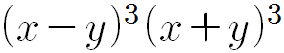 (x − y)³(x + y)³